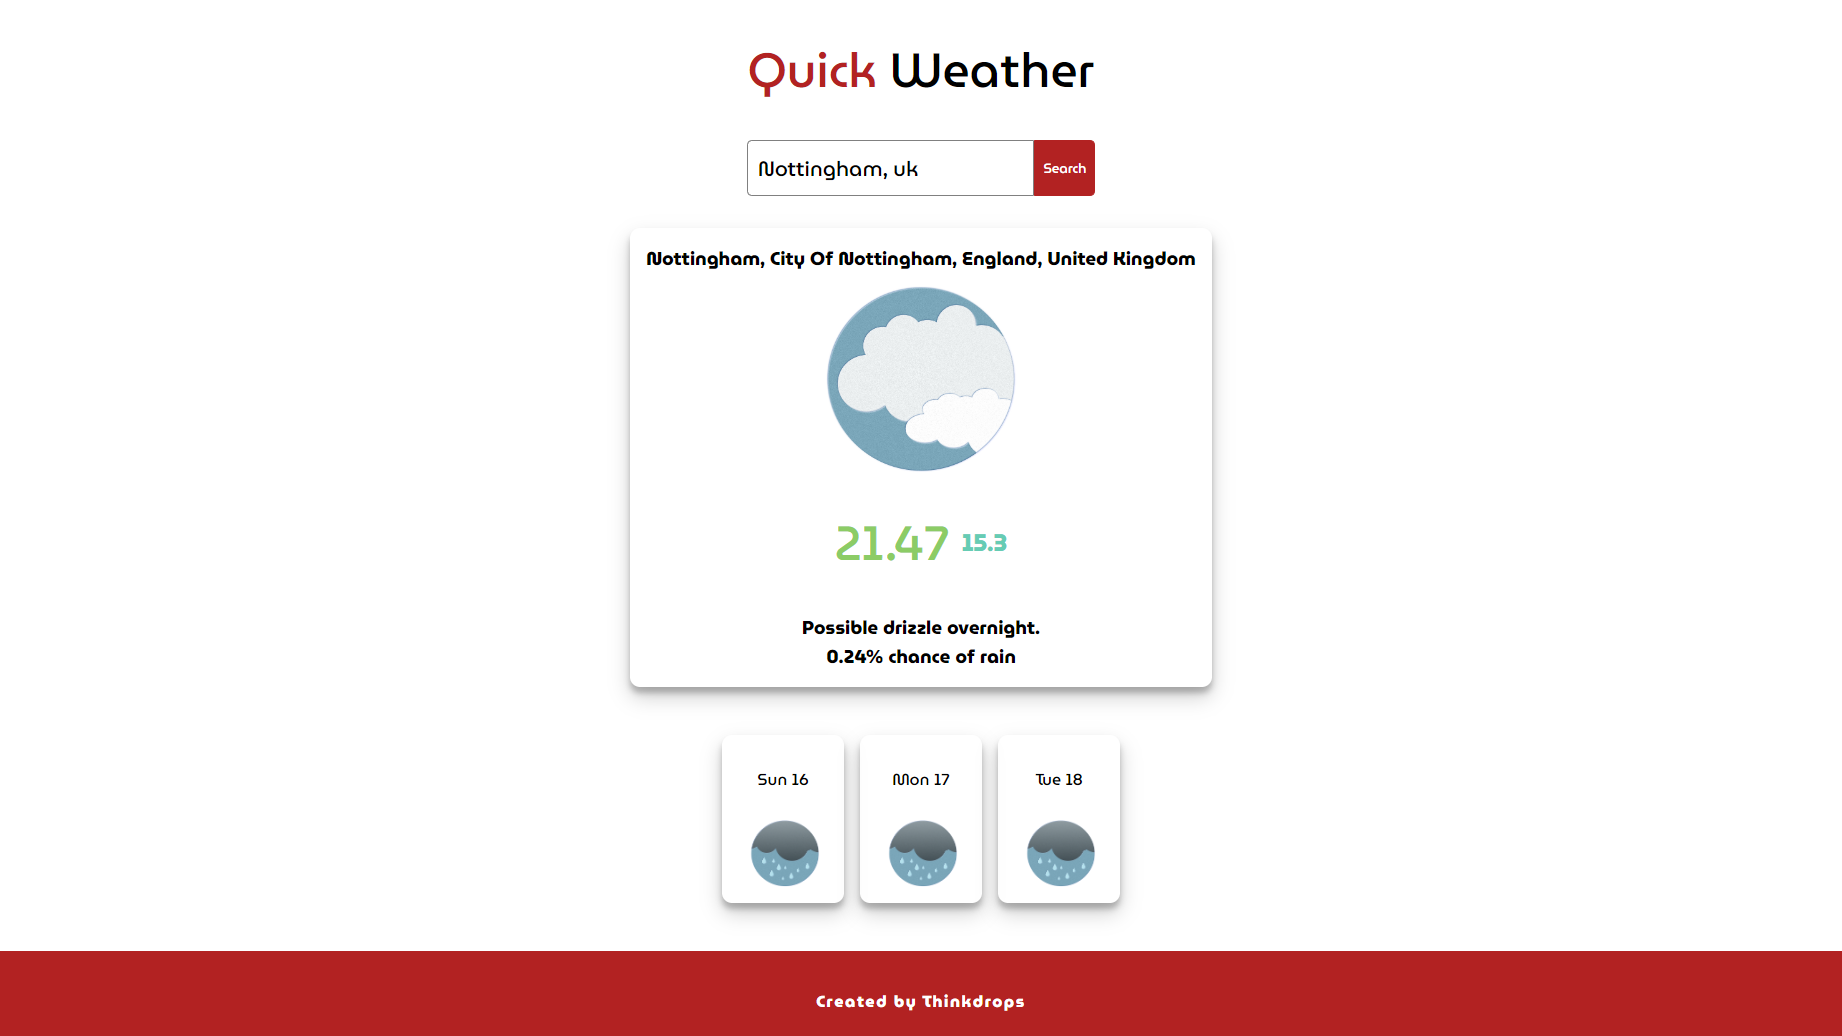 Quick Weather
Nottingham, uk
Search
Nottingham, City Of Nottingham, England, United Kingdom
21.47 15.3
Possible drizzle overnight.
0.24% chance of rain
Sun 16
Mon 17
Tue 18
Created by Thinkdrops